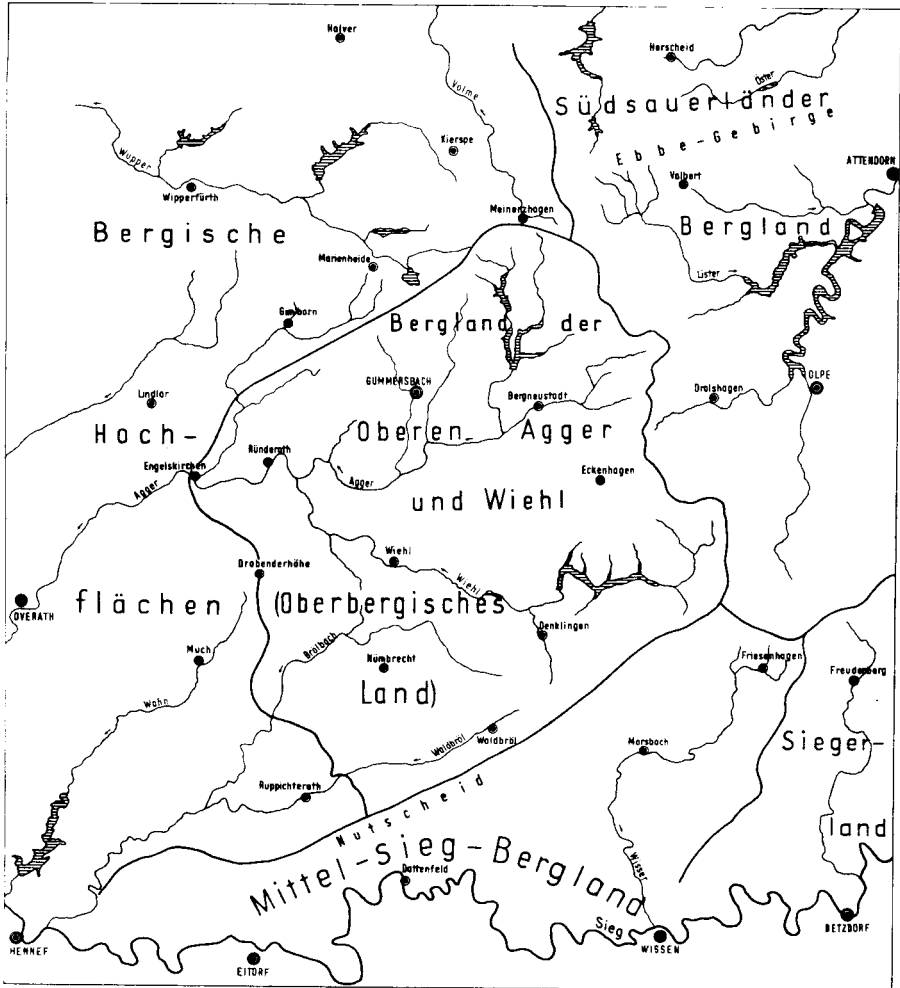 Halver
Herscheid
Volme
Öster
Südsauerländer
Ebbe-Gebirge
Kierspe
Wupper
ATTENDORN
Valbert
Wipperfürth
Meinerzhagen
Bergische
Bergland
Marienheide
Lister
Gimborn
Bergland der
GUMMERSBACH
OLPE
Drolshagen
Lindlar
Bergneustadt
Hoch-
Oberen Agger
Ründeroth
Engelskirchen
Eckenhagen
Agger
Agger
und Wiehl
Wiehl
Drabenderhöhe
Wiehl
flächen
(Oberbergisches
OVERATH
Denklingen
Brölbach
Much
Nümbrecht
Friesenhagen
Freudenberg
Land)
Wahn
Waldbröl
Waldbröl
Morsbach
Sieger-
Ruppichteroth
Nutscheid
land
Mittel-Sieg-Bergland
Wisser
Dattenfeld
Sieg
BETZDORF
HENNEF
WISSEN
EITORF